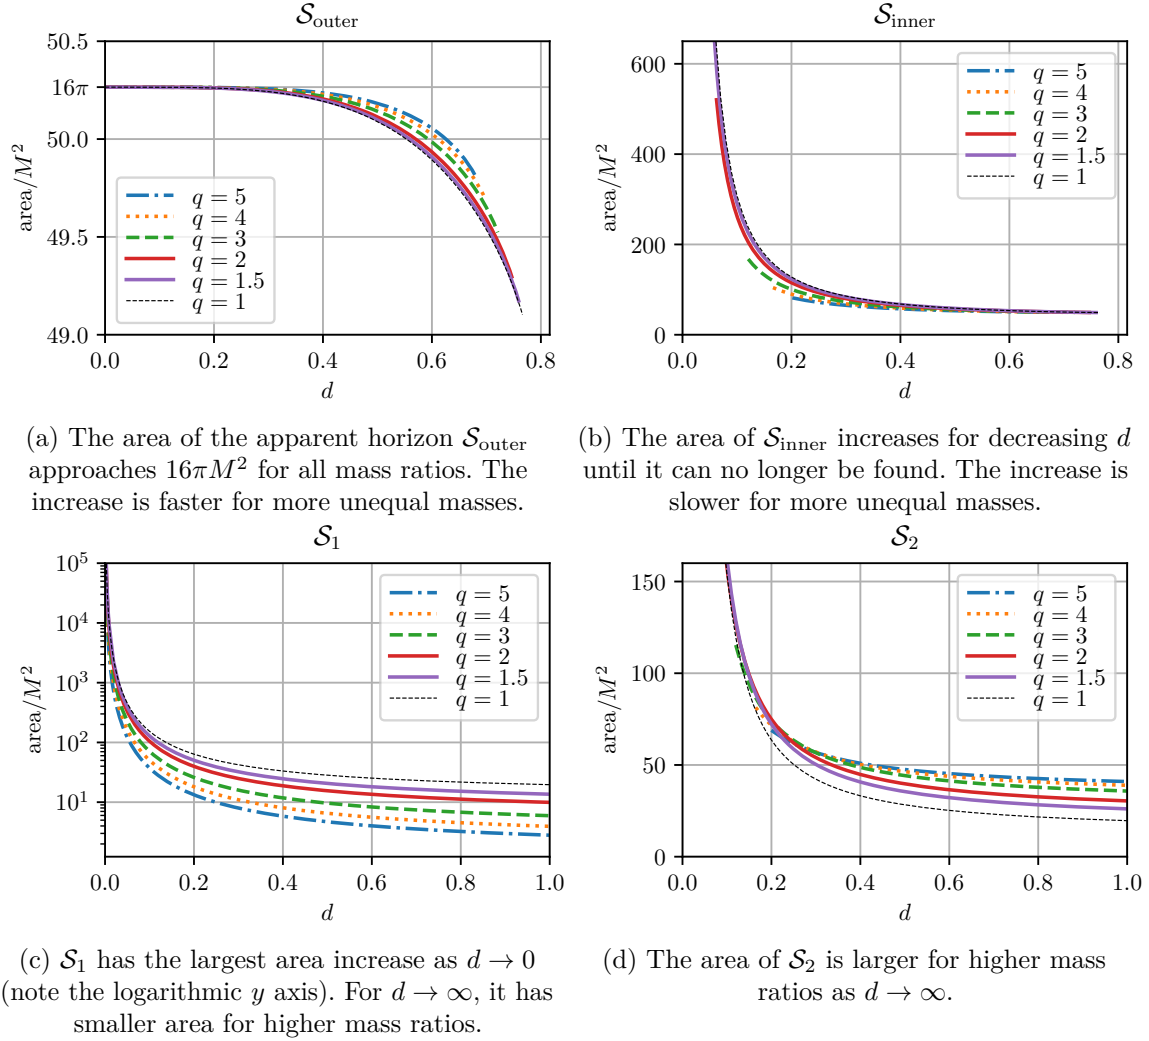 S_outer
50.5
16π
50.0
49.5
49.0
area/M²
q = 5
q = 4
q = 3
q = 2
q = 1.5
q = 1
0.0 0.2 0.4 0.6 0.8
d
(a) The area of the apparent horizon S_outer
approaches 16πM² for all mass ratios. The
increase is faster for more unequal masses.
S_inner
600
400
200
0
area/M²
q = 5
q = 4
q = 3
q = 2
q = 1.5
q = 1
0.0 0.2 0.4 0.6 0.8
d
(b) The area of S_inner increases for decreasing d
until it can no longer be found. The increase is
slower for more unequal masses.
S₁
10⁵
10⁴
10³
10²
10¹
area/M²
q = 5
q = 4
q = 3
q = 2
q = 1.5
q = 1
0.0 0.2 0.4 0.6 0.8 1.0
d
(c) S₁ has the largest area increase as d → 0
(note the logarithmic y axis). For d → ∞, it has
smaller area for higher mass ratios.
S₂
150
100
50
0
area/M²
q = 5
q = 4
q = 3
q = 2
q = 1.5
q = 1
0.0 0.2 0.4 0.6 0.8 1.0
d
(d) The area of S₂ is larger for higher mass
ratios as d → ∞.